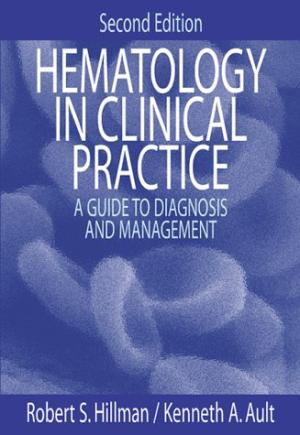 Second Edition
HEMATOLOGY
IN CLINICAL
PRACTICE
A GUIDE TO DIAGNOSIS
AND MANAGEMENT
Robert S. Hillman/Kenneth A. Ault